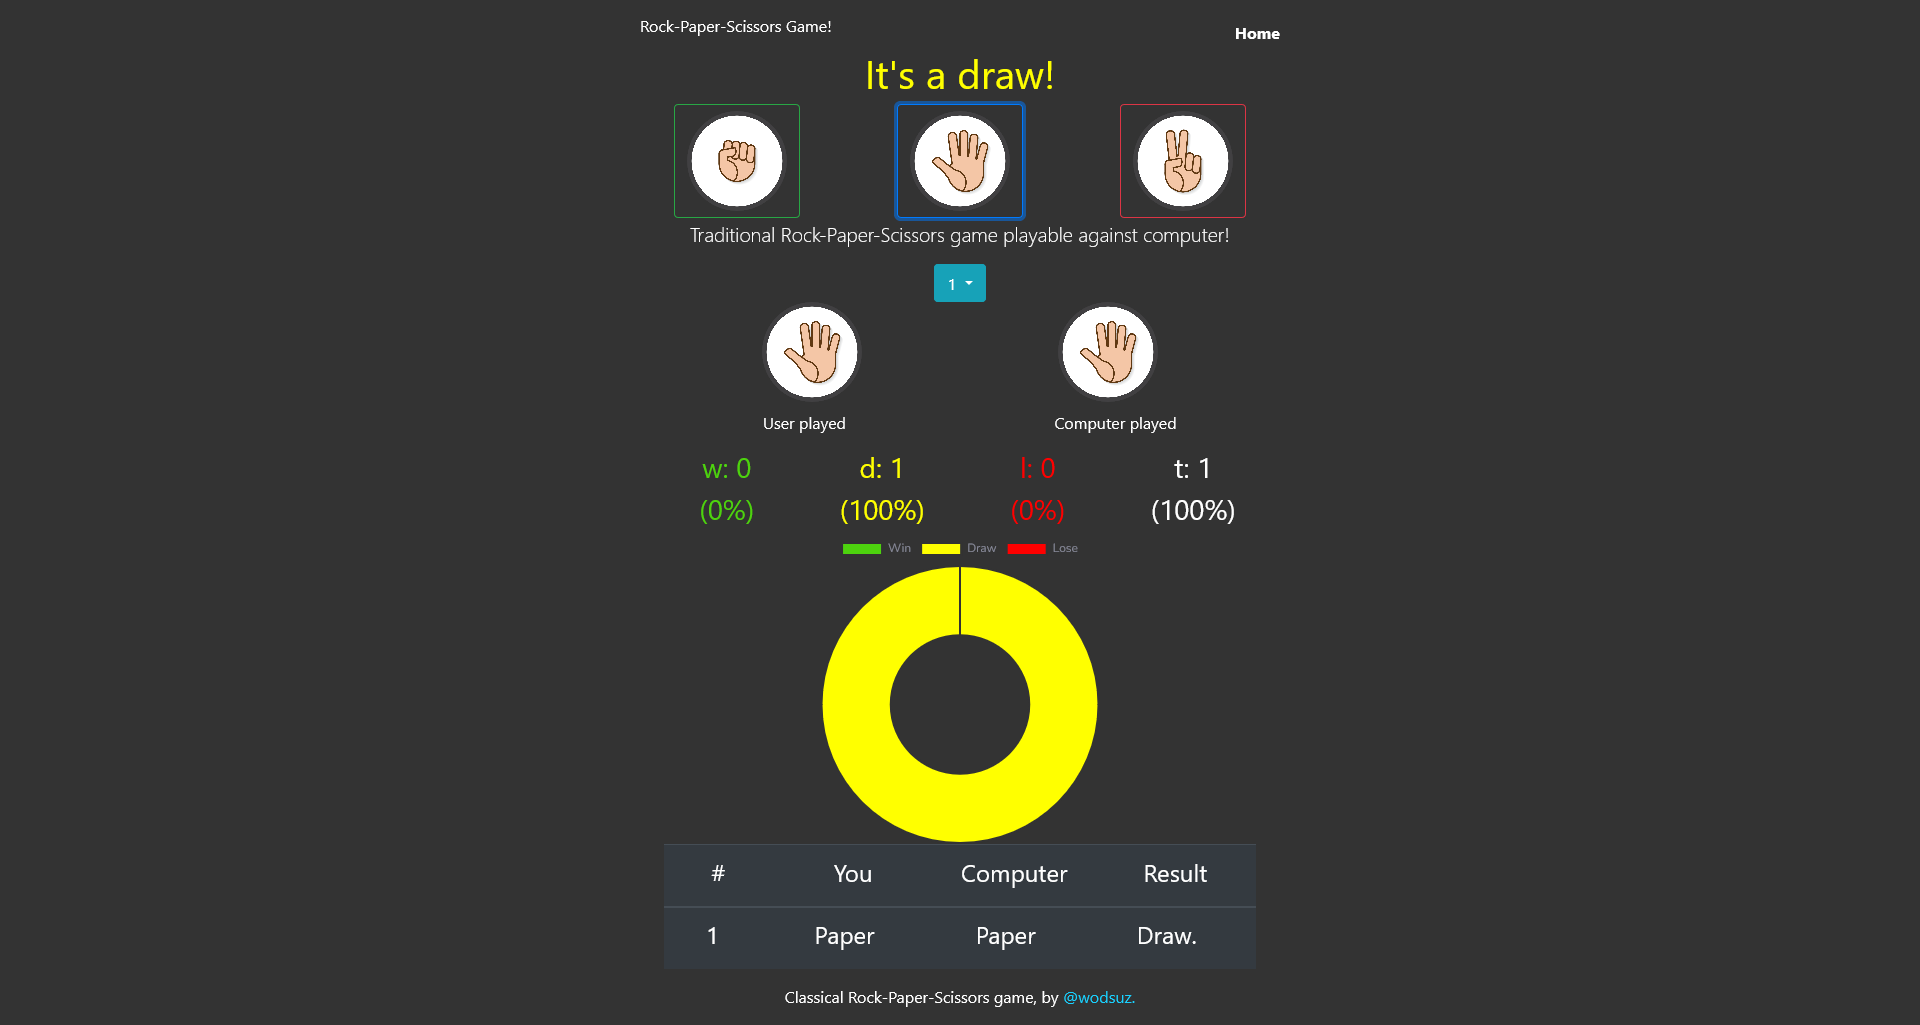 Rock-Paper-Scissors Game!
Home
It's a draw!
Traditional Rock-Paper-Scissors game playable against computer!
1
User played
Computer played
w: 0 d: 1 l: 0 t: 1
(0%) (100%) (0%) (100%)
Win Draw Lose
# You Computer Result
1 Paper Paper Draw.
Classical Rock-Paper-Scissors game, by @wodsuz.